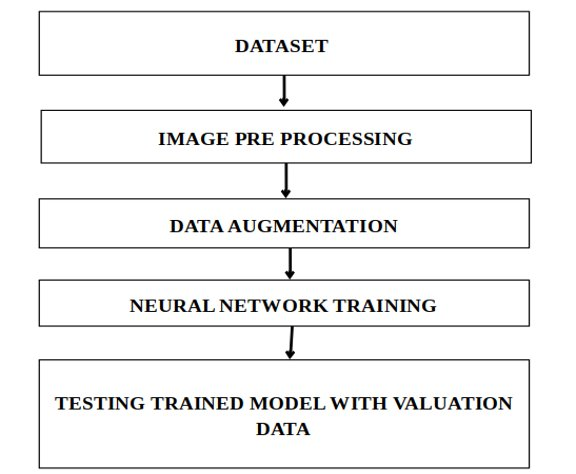 DATASET
IMAGE PRE PROCESSING
DATA AUGMENTATION
NEURAL NETWORK TRAINING
TESTING TRAINED MODEL WITH VALUATION
DATA